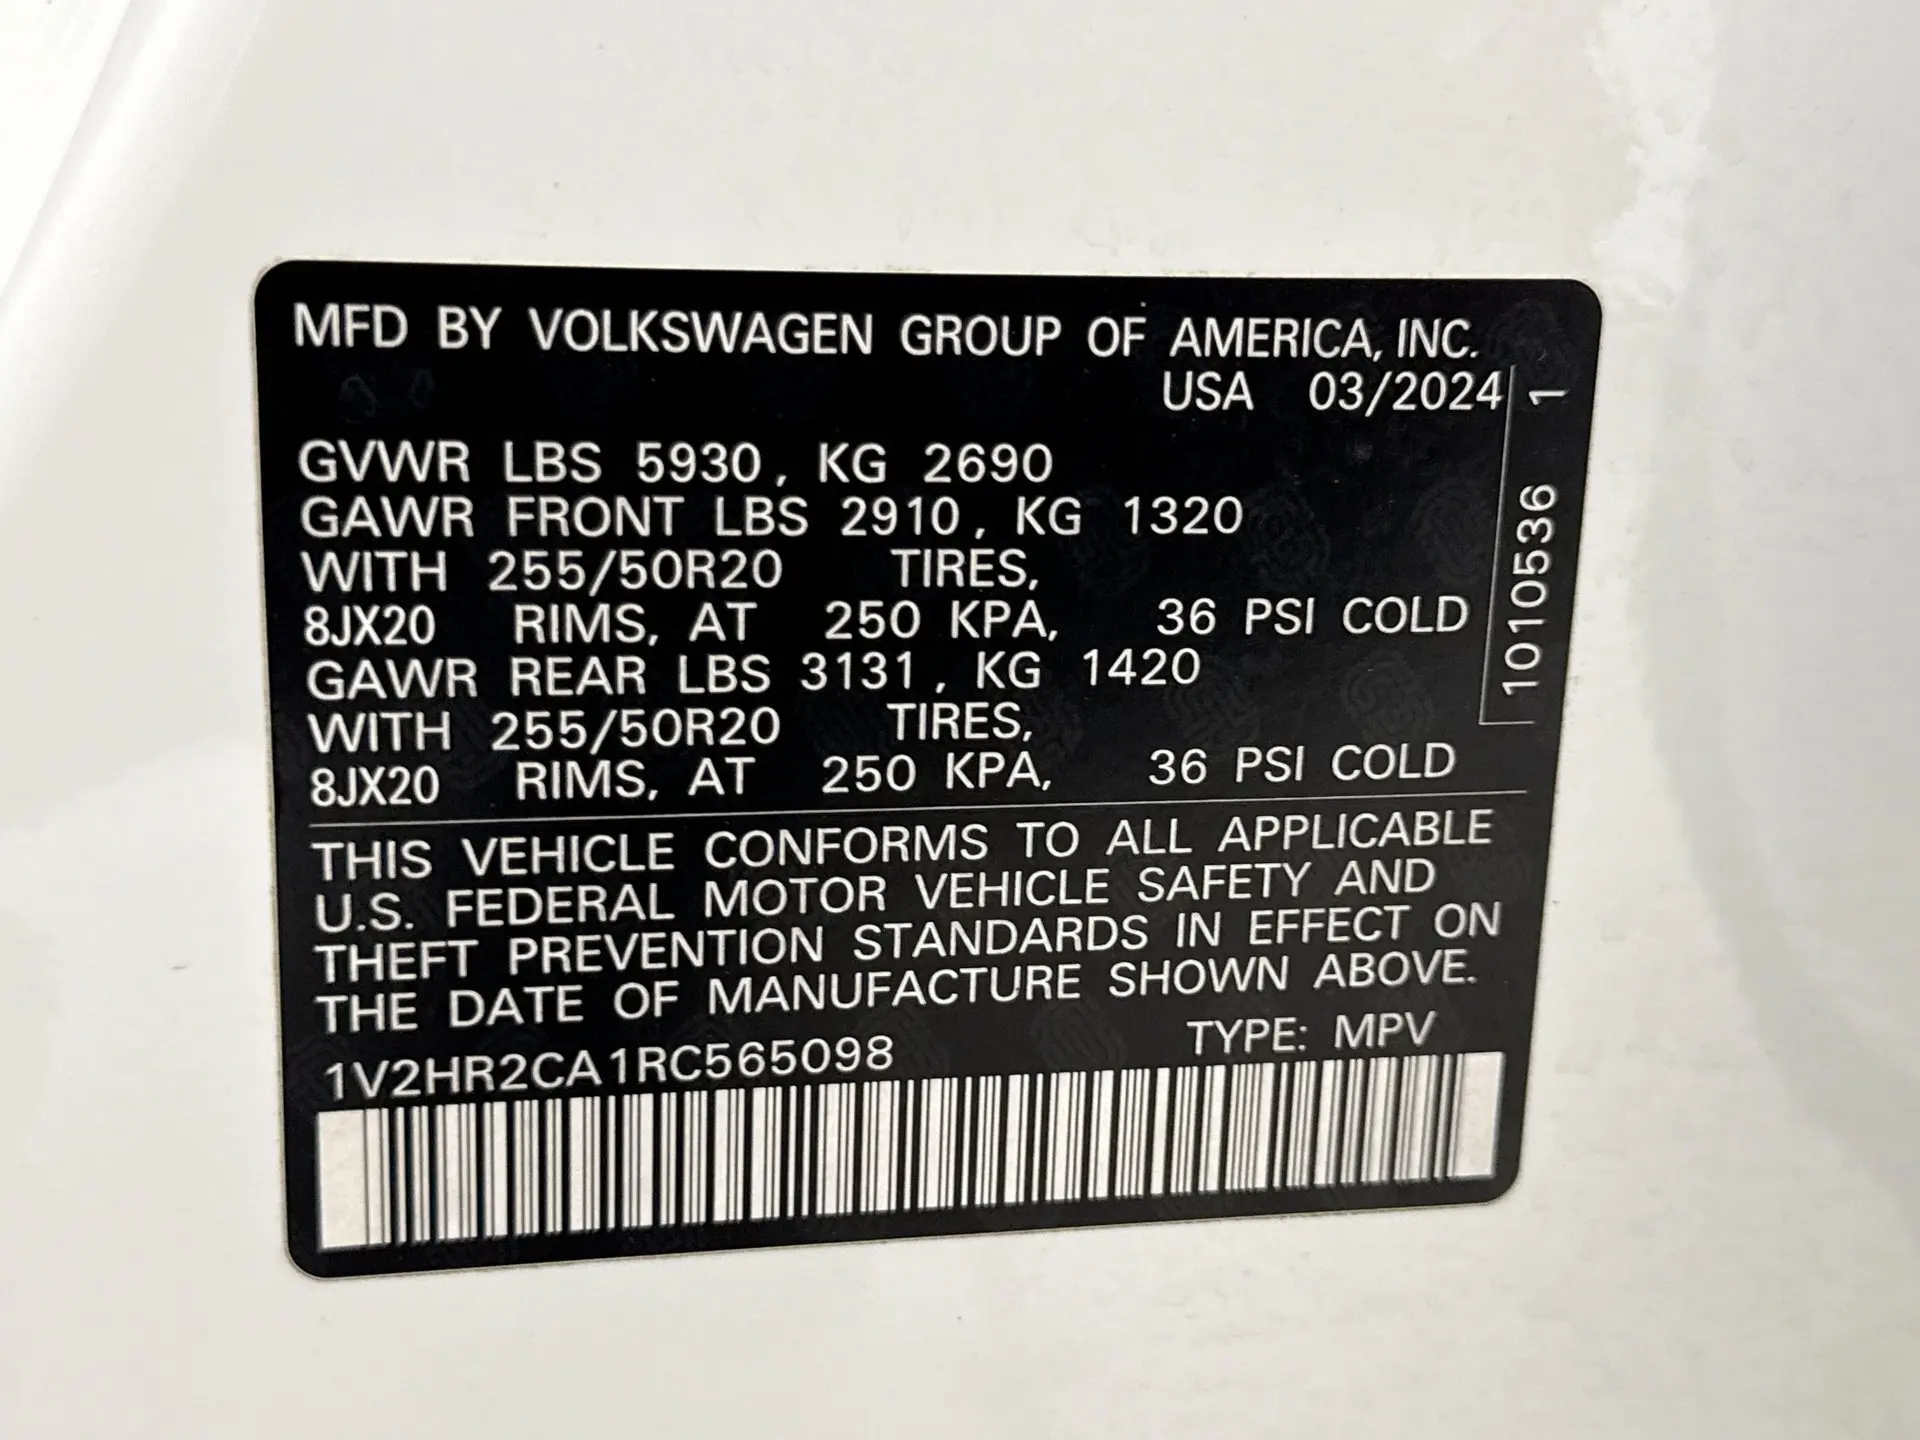 MFD BY VOLKSWAGEN GROUP OF AMERICA, INC.
USA 03/2024
GVWR LBS 5930, KG 2690
GAWR FRONT LBS 2910, KG 1320
WITH 255/50R20 TIRES,
8JX20 RIMS, AT 250 KPA, 36 PSI COLD
GAWR REAR LBS 3131, KG 1420
WITH 255/50R20 TIRES,
8JX20 RIMS, AT 250 KPA, 36 PSI COLD
THIS VEHICLE CONFORMS TO ALL APPLICABLE
U.S. FEDERAL MOTOR VEHICLE SAFETY AND
THEFT PREVENTION STANDARDS IN EFFECT ON
THE DATE OF MANUFACTURE SHOWN ABOVE.
1V2HR2CA1RC565098 TYPE: MPV
1010536 1